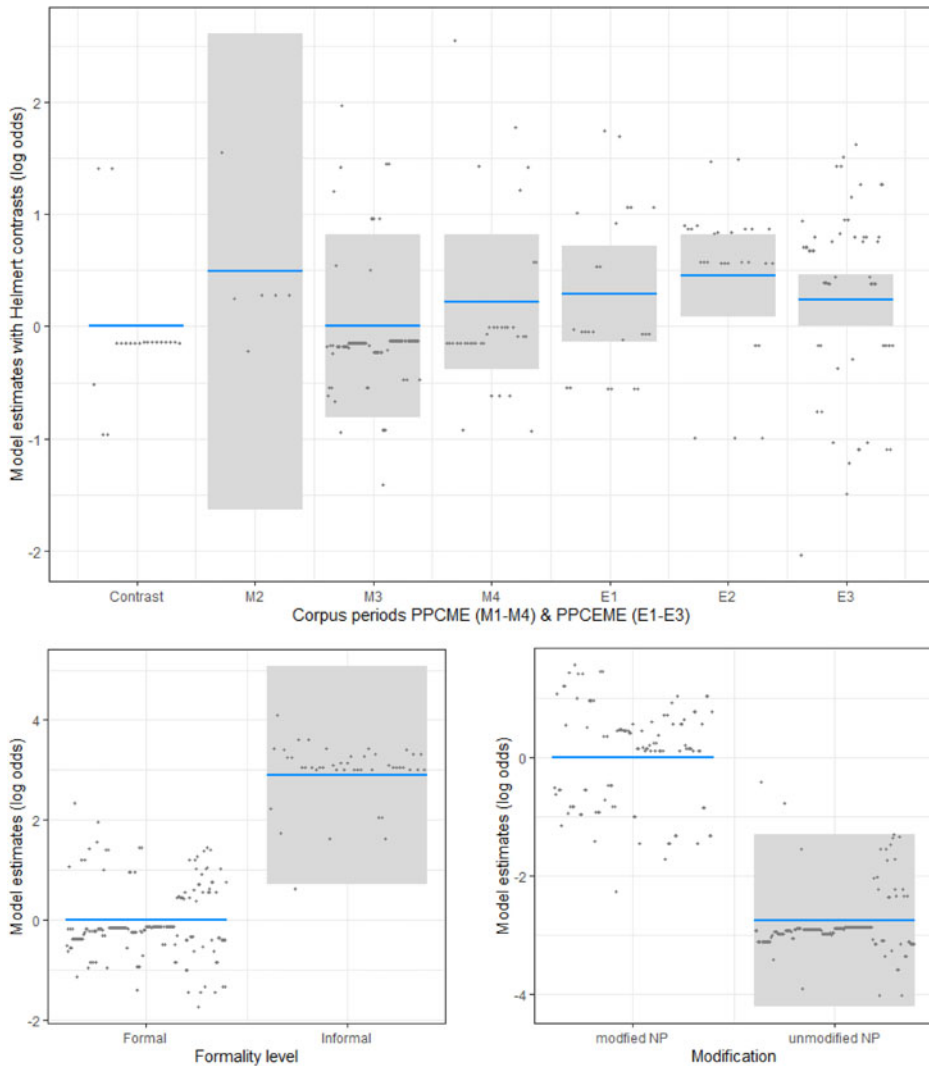 Model estimates with Helmert contrasts (log odds)
2
1
0
-1
-2
Contrast M2 M3 M4 E1 E2 E3
Corpus periods PPCME (M1-M4) & PPCEME (E1-E3)
Model estimates (log odds)
4
2
0
-2
Formal Informal
Formality level
Model estimates (log odds)
0
-2
-4
modfied NP unmodified NP
Modification